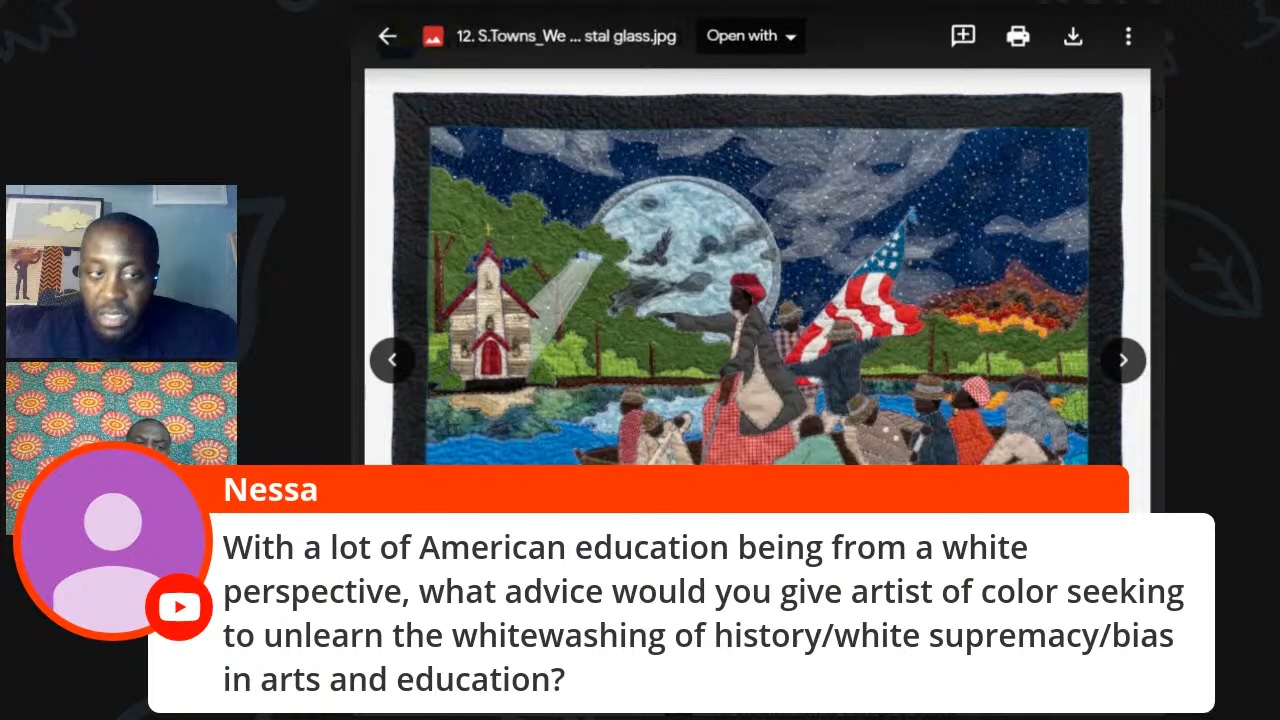 12. S.Towns_We ... stal glass.jpg
Open with
Nessa
With a lot of American education being from a white
perspective, what advice would you give artist of color seeking
to unlearn the whitewashing of history/white supremacy/bias
in arts and education?